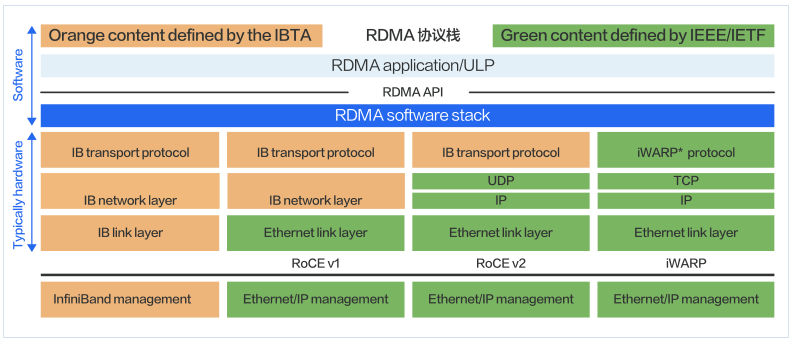 Orange content defined by the IBTA
RDMA 协议栈
Green content defined by IEEE/IETF
Software
RDMA application/ULP
RDMA API
RDMA software stack
Typically hardware
IB transport protocol
IB transport protocol
IB transport protocol
iWARP* protocol
IB network layer
IB network layer
UDP
TCP
IP
IP
IB link layer
Ethernet link layer
Ethernet link layer
Ethernet link layer
RoCE v1
RoCE v2
iWARP
InfiniBand management
Ethernet/IP management
Ethernet/IP management
Ethernet/IP management